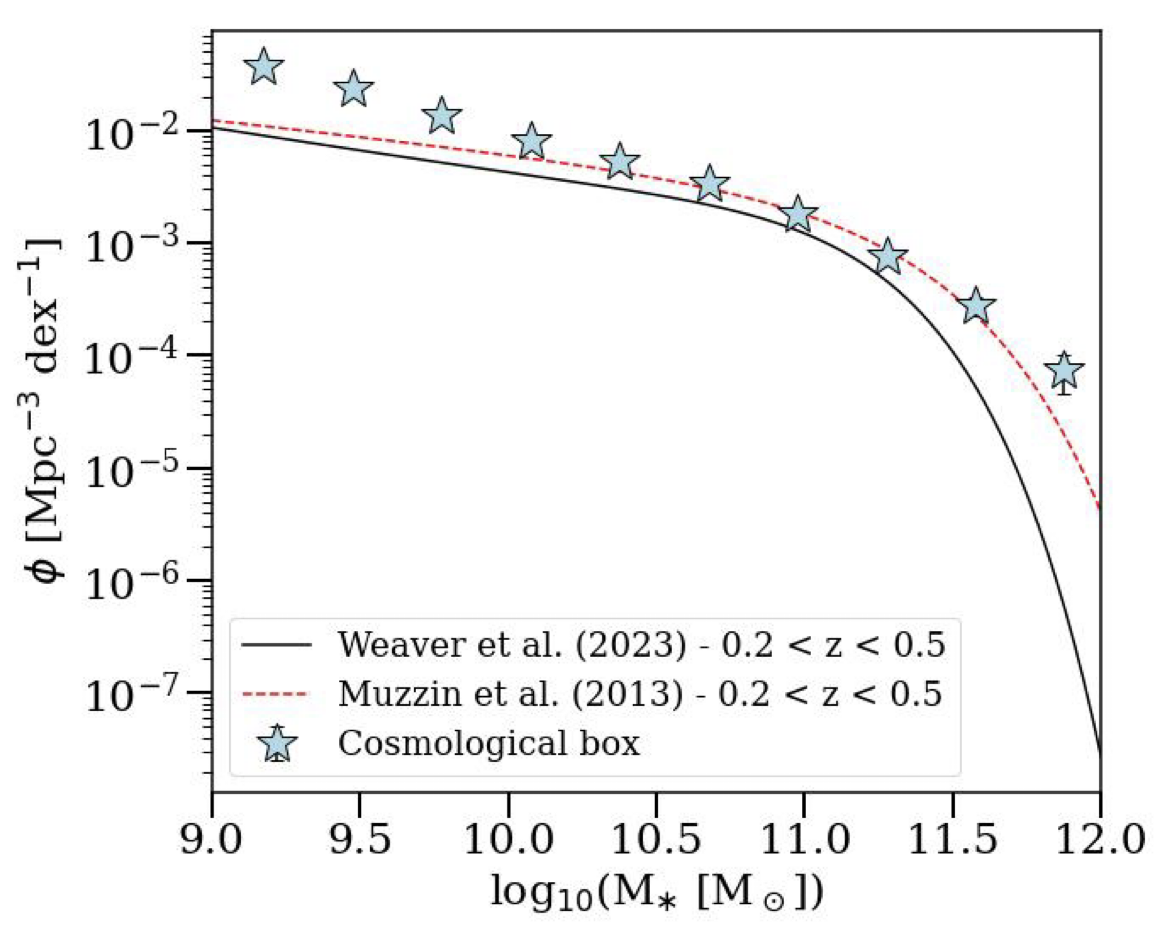 10⁻²
10⁻³
10⁻⁴
10⁻⁵
10⁻⁶
10⁻⁷
ϕ [Mpc⁻³ dex⁻¹]
Weaver et al. (2023) - 0.2 < z < 0.5
Muzzin et al. (2013) - 0.2 < z < 0.5
Cosmological box
9.0 9.5 10.0 10.5 11.0 11.5 12.0
log₁₀(M∗ [M⊙])